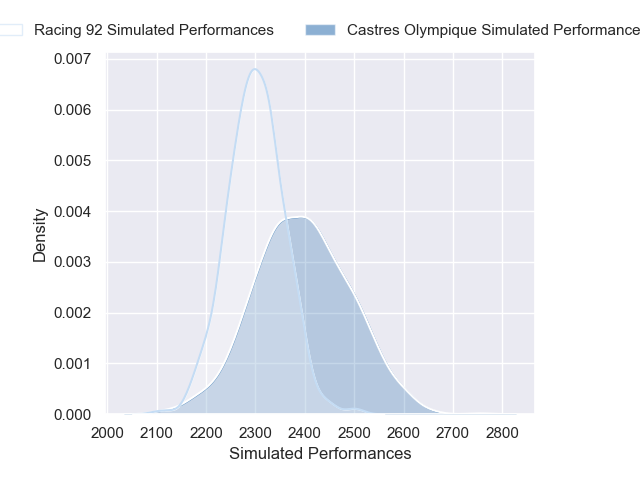 Racing 92 Simulated Performances
Castres Olympique Simulated Performance
0.007
0.006
0.005
0.004
0.003
0.002
0.001
0.000
Density
2000 2100 2200 2300 2400 2500 2600 2700 2800
Simulated Performances